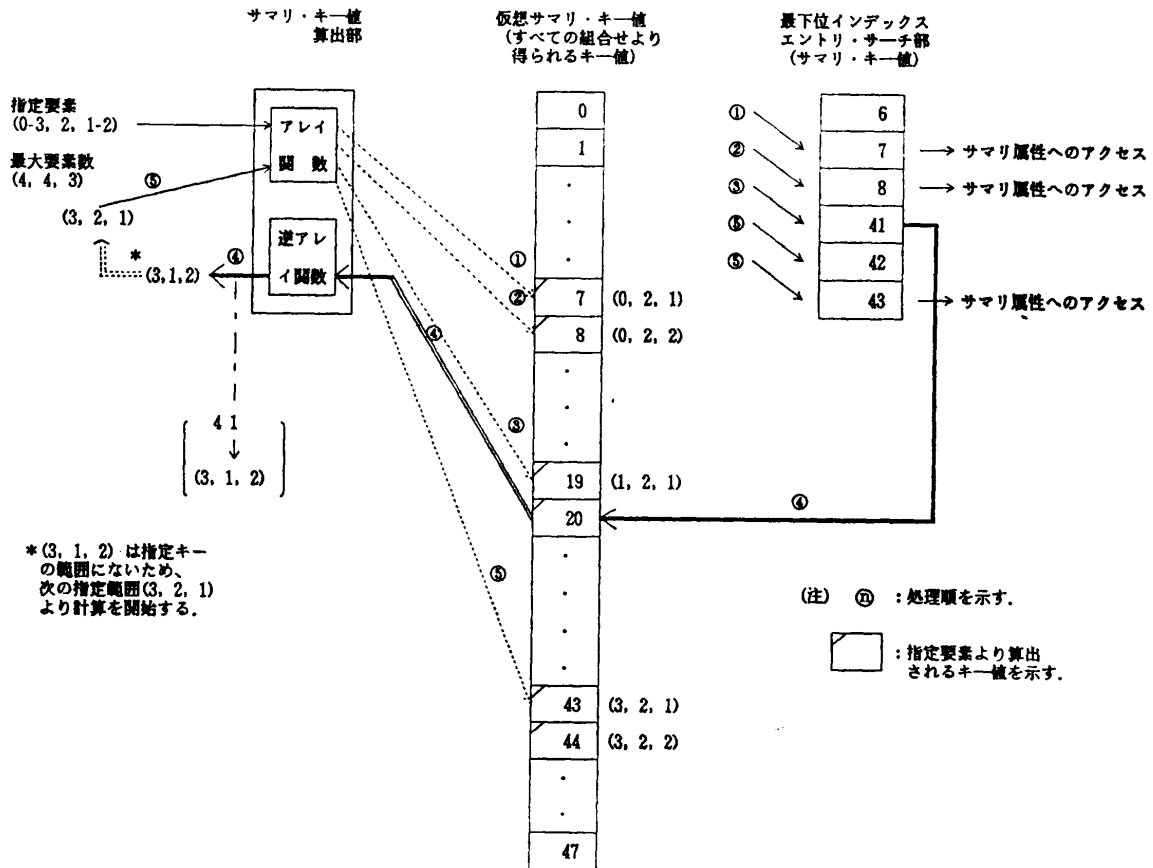 サマリ・キー値
算出部
仮想サマリ・キー値
(すべての組合せより
得られるキー値)
最下位インデックス
エントリ・サーチ部
(サマリ・キー値)
指定要素
(0-3, 2, 1-2)
最大要素数
(4, 4, 3)
⑤
(3, 2, 1)
*
(3,1,2)
④
アレイ
関 数
逆アレ
イ関数
4 1
(3, 1, 2)
*(3, 1, 2) は指定キー
の範囲にないため、
次の指定範囲(3, 2, 1)
より計算を開始する.
①
②
④
③
⑤
0
1
・
・
・
7 (0, 2, 1)
8 (0, 2, 2)
・
・
・
19 (1, 2, 1)
20
・
・
・
・
43 (3, 2, 1)
44 (3, 2, 2)
・
・
47
④
① 6
② 7 サマリ属性へのアクセス
③ 8 サマリ属性へのアクセス
⑤ 41
⑤ 42
43 サマリ属性へのアクセス
(注) ⓝ :処理順を示す.
:指定要素より算出
されるキー値を示す.